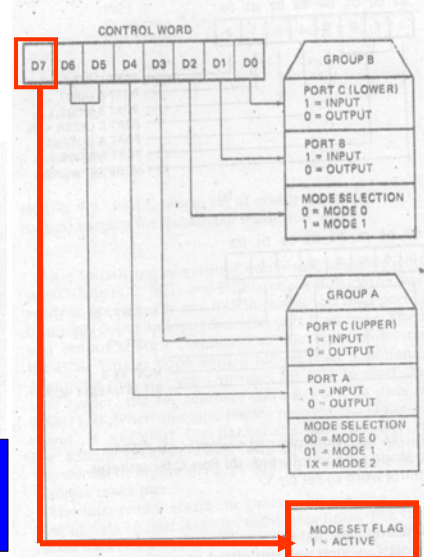 CONTROL WORD
D7 D6 D5 D4 D3 D2 D1 D0
GROUP B
PORT C (LOWER)
1 = INPUT
0 = OUTPUT
PORT B
1 = INPUT
0 = OUTPUT
MODE SELECTION
0 = MODE 0
1 = MODE 1
GROUP A
PORT C (UPPER)
1 = INPUT
0 = OUTPUT
PORT A
1 = INPUT
0 = OUTPUT
MODE SELECTION
00 = MODE 0
01 = MODE 1
1X = MODE 2
MODE SET FLAG
1 = ACTIVE